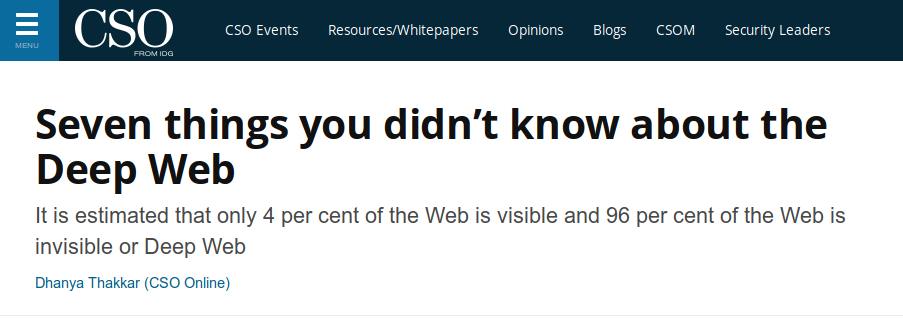 MENU
CSO
FROM IDG
CSO Events Resources/Whitepapers Opinions Blogs CSOM Security Leaders
Seven things you didn’t know about the
Deep Web
It is estimated that only 4 per cent of the Web is visible and 96 per cent of the Web is
invisible or Deep Web
Dhanya Thakkar (CSO Online)